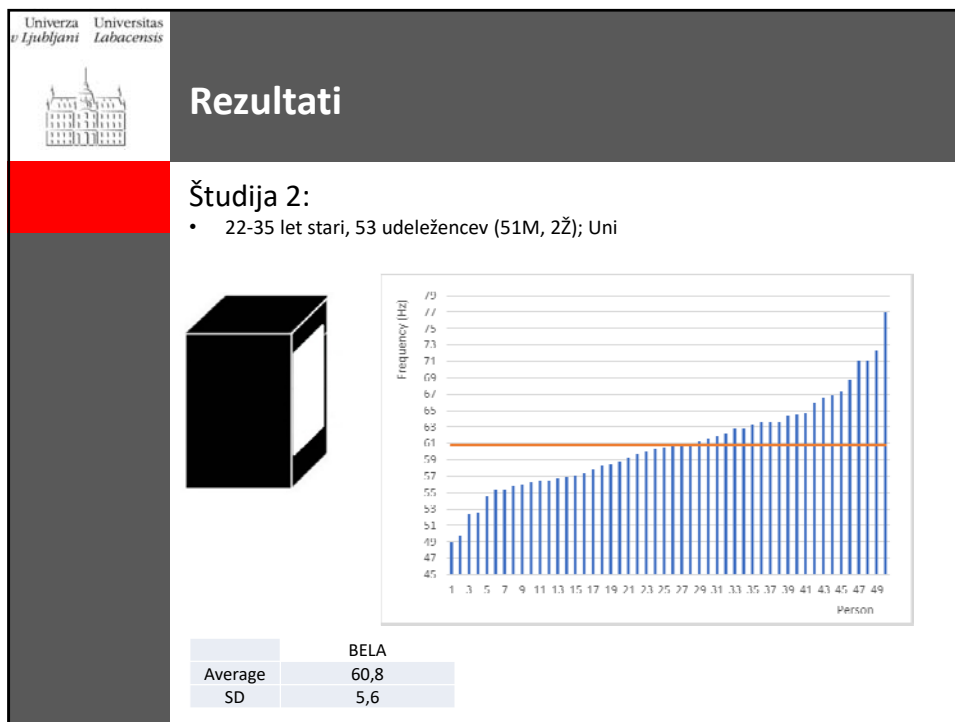 Univerza Universitas
v Ljubljani Labacensis
Rezultati
Študija 2:
• 22-35 let stari, 53 udeležencev (51M, 2Ž); Uni
Frequency (Hz)
79
77
75
73
71
69
67
65
63
61
59
57
55
53
51
49
47
45
1 3 5 7 9 11 13 15 17 19 21 23 25 27 29 31 33 35 37 39 41 43 45 47 49
Person
BELA
Average 60,8
SD 5,6